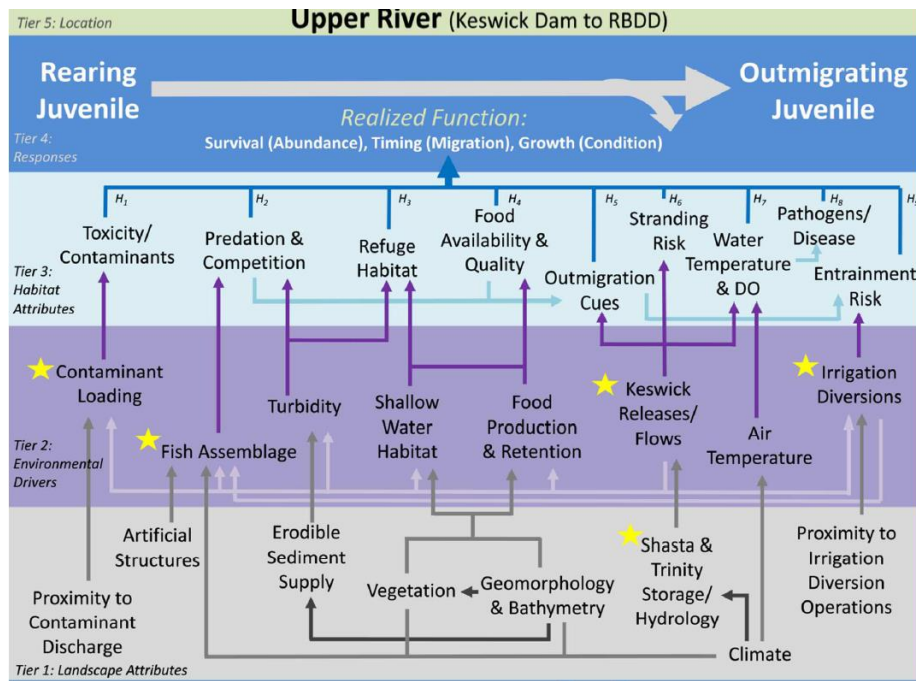 Tier 5: Location
Upper River (Keswick Dam to RBDD)
Rearing
Juvenile
Outmigrating
Juvenile
Realized Function:
Survival (Abundance), Timing (Migration), Growth (Condition)
Tier 4:
Responses
H1
H2
H3
H4
H5
H6
H7
H8
Toxicity/
Contaminants
Predation &
Competition
Refuge
Habitat
Food
Availability &
Quality
Outmigration
Cues
Stranding
Risk
Water
Temperature
& DO
Pathogens/
Disease
Entrainment
Risk
Tier 3:
Habitat
Attributes
Contaminant
Loading
Fish Assemblage
Turbidity
Shallow
Water
Habitat
Food
Production
& Retention
Keswick
Releases/
Flows
Air
Temperature
Irrigation
Diversions
Tier 2:
Environmental
Drivers
Proximity to
Contaminant
Discharge
Artificial
Structures
Erodible
Sediment
Supply
Vegetation
Geomorphology
& Bathymetry
Shasta &
Trinity
Storage/
Hydrology
Climate
Proximity to
Irrigation
Diversion
Operations
Tier 1: Landscape Attributes